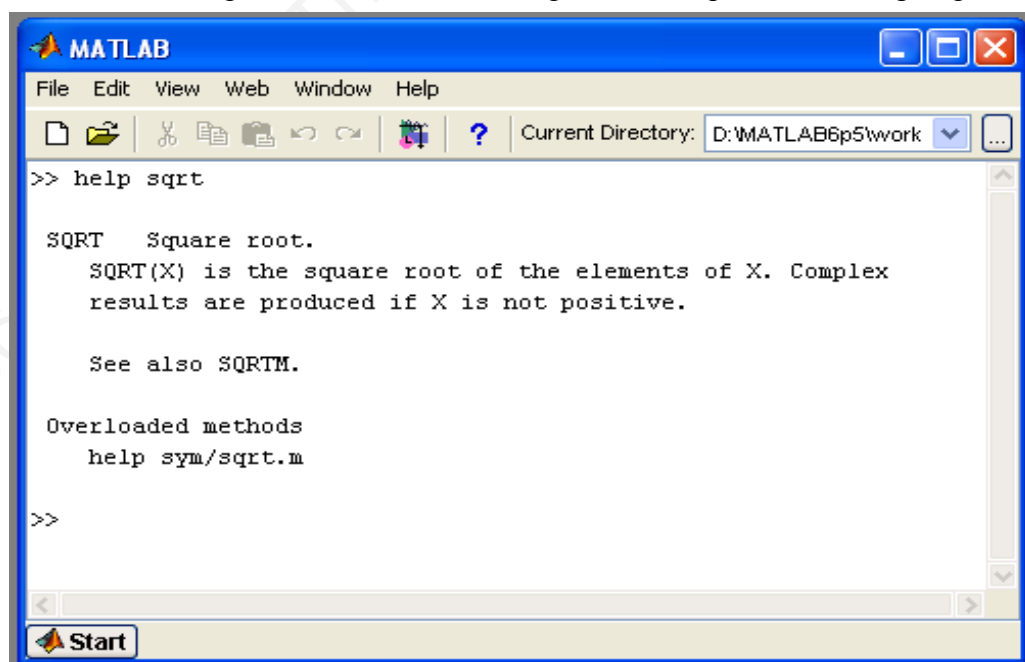 MATLAB
File Edit View Web Window Help
? Current Directory: D:\MATLAB6p5\work ...
>> help sqrt
SQRT Square root.
SQRT(X) is the square root of the elements of X. Complex
results are produced if X is not positive.
See also SQRTM.
Overloaded methods
help sym/sqrt.m
>>
Start